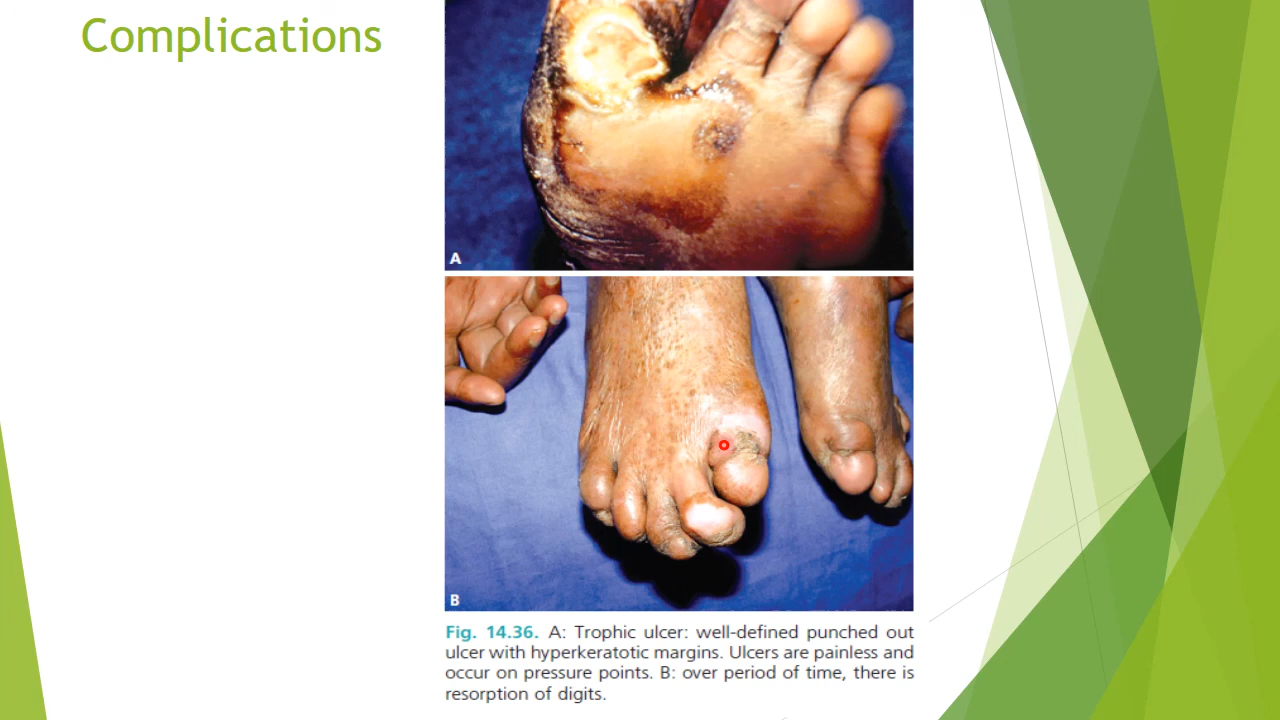 Complications
A
B
Fig. 14.36. A: Trophic ulcer: well-defined punched out
ulcer with hyperkeratotic margins. Ulcers are painless and
occur on pressure points. B: over period of time, there is
resorption of digits.